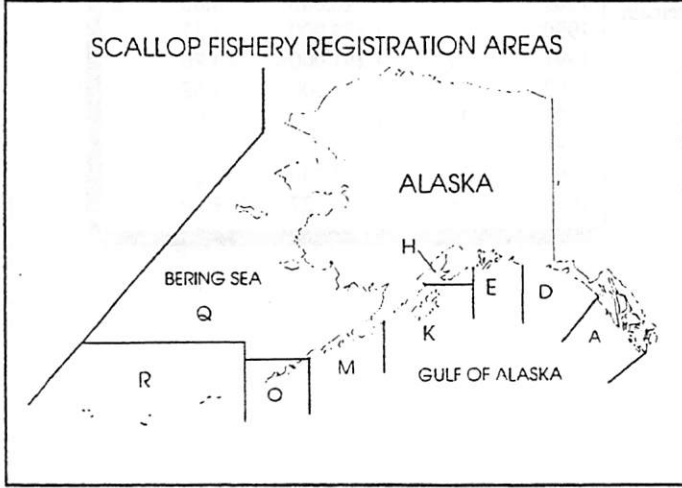 SCALLOP FISHERY REGISTRATION AREAS
ALASKA
H
BERING SEA
E
D
Q
K
A
M
GULF OF ALASKA
R
O